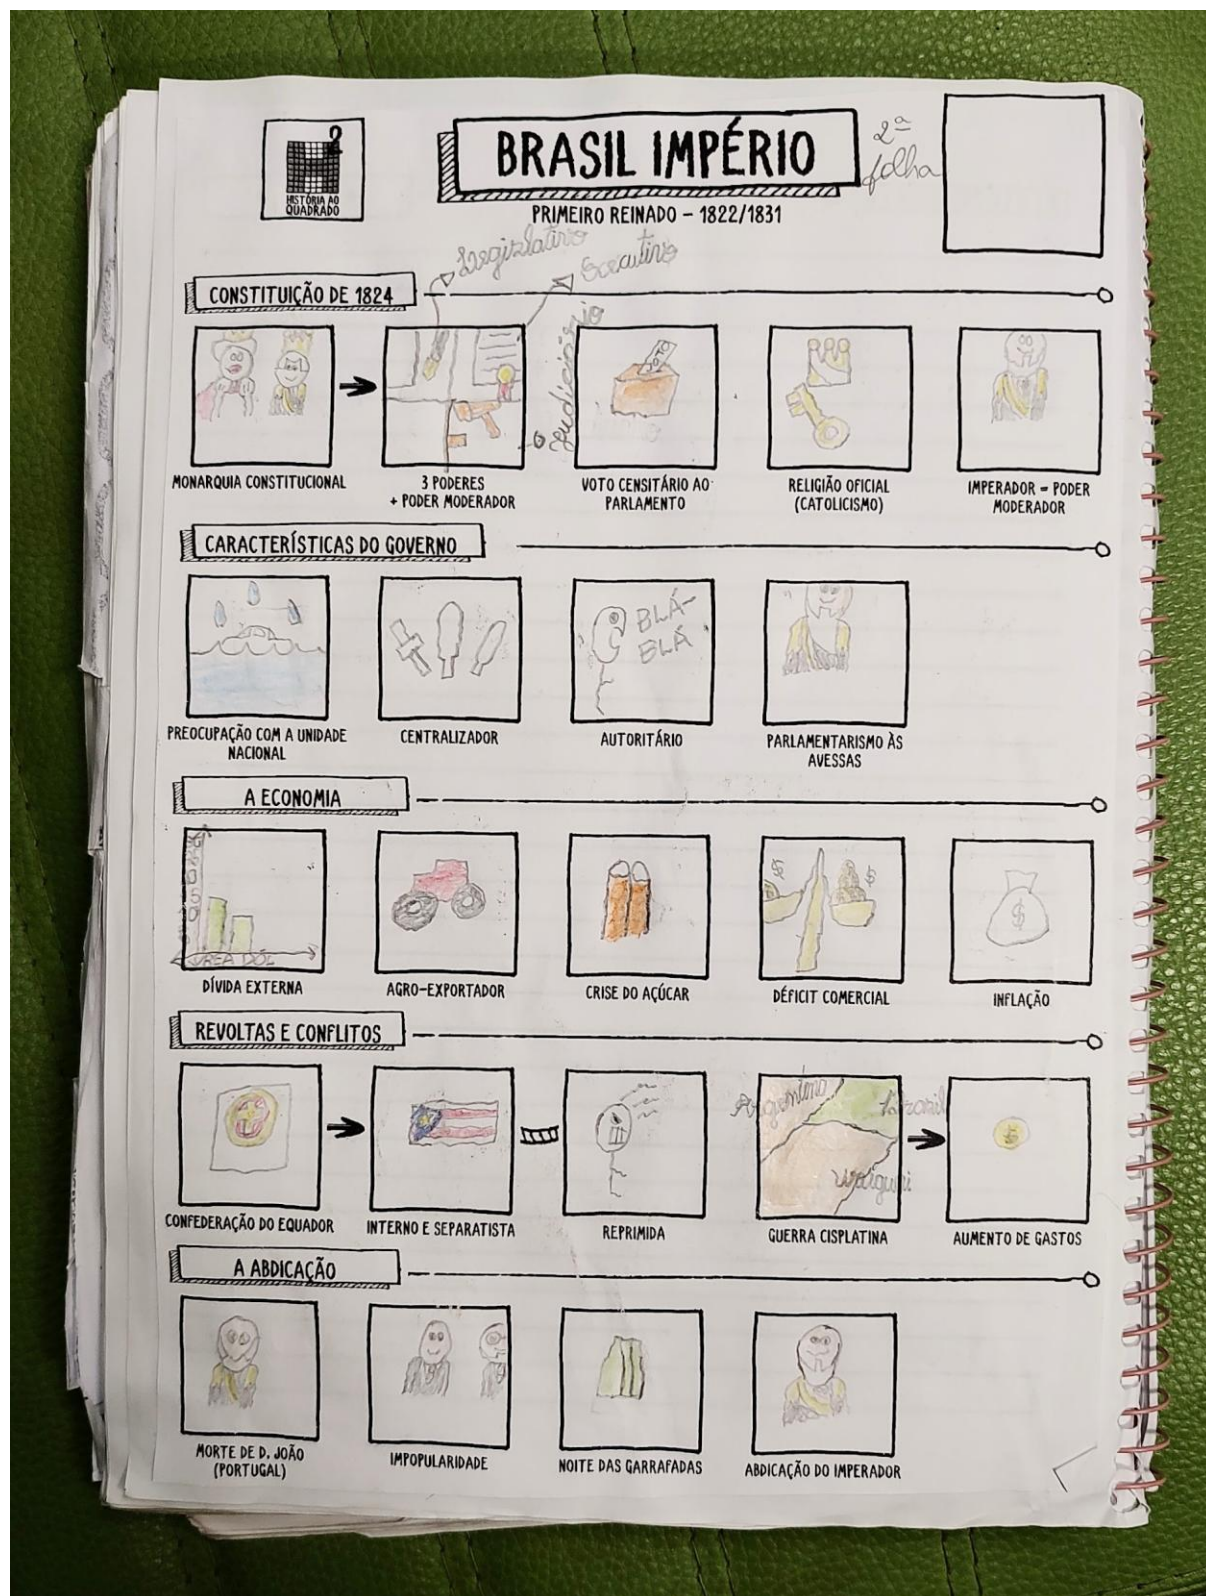 HISTÓRIA AO
QUADRADO
2
BRASIL IMPÉRIO
2ª
folha
PRIMEIRO REINADO – 1822/1831
Legislativo
Executivo
Judiciário
CONSTITUIÇÃO DE 1824
VOTO
MONARQUIA CONSTITUCIONAL
3 PODERES
+ PODER MODERADOR
VOTO CENSITÁRIO AO
PARLAMENTO
RELIGIÃO OFICIAL
(CATOLICISMO)
IMPERADOR – PODER
MODERADOR
CARACTERÍSTICAS DO GOVERNO
BLÁ-
BLÁ
PREOCUPAÇÃO COM A UNIDADE
NACIONAL
CENTRALIZADOR
AUTORITÁRIO
PARLAMENTARISMO ÀS
AVESSAS
A ECONOMIA
$
$
$
DÍVIDA EXTERNA
AGRO-EXPORTADOR
CRISE DO AÇÚCAR
DÉFICIT COMERCIAL
INFLAÇÃO
REVOLTAS E CONFLITOS
Argentina
Brasil
Uruiguai
$
CONFEDERAÇÃO DO EQUADOR
INTERNO E SEPARATISTA
REPRIMIDA
GUERRA CISPLATINA
AUMENTO DE GASTOS
A ABDICAÇÃO
MORTE DE D. JOÃO
(PORTUGAL)
IMPOPULARIDADE
NOITE DAS GARRAFADAS
ABDICAÇÃO DO IMPERADOR